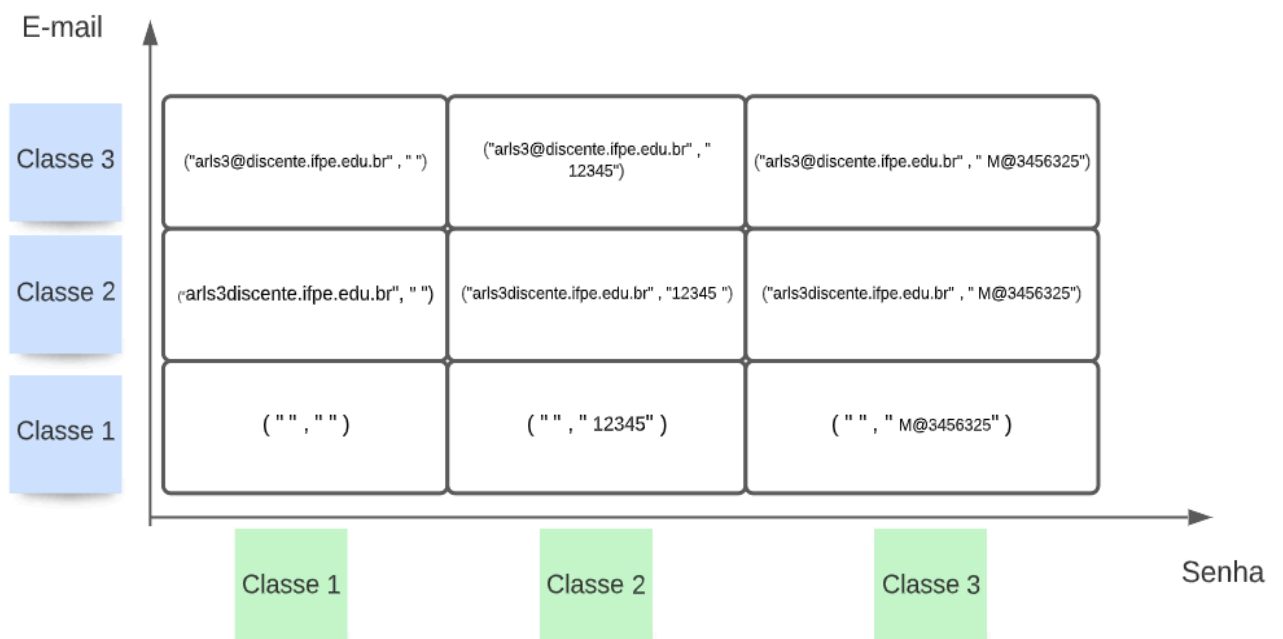 E-mail
Classe 3
("arls3@discente.ifpe.edu.br" , " ")
("arls3@discente.ifpe.edu.br" , "
12345")
("arls3@discente.ifpe.edu.br" , " M@3456325")
Classe 2
("arls3discente.ifpe.edu.br", " ")
("arls3discente.ifpe.edu.br" , "12345 ")
("arls3discente.ifpe.edu.br" , " M@3456325")
Classe 1
( " " , " " )
( " " , " 12345" )
( " " , " M@3456325" )
Classe 1
Classe 2
Classe 3
Senha